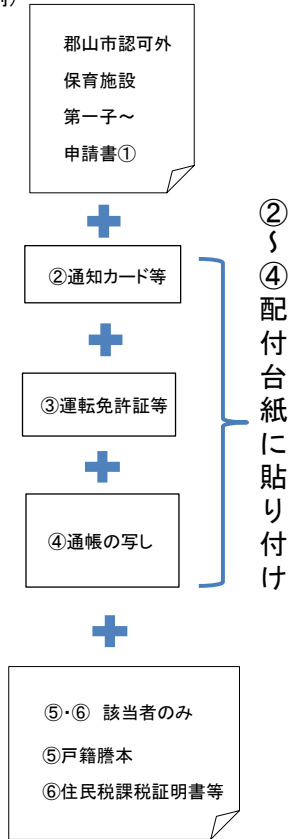 郡山市認可外
保育施設
第一子～
申請書①
②通知カード等
③運転免許証等
④通帳の写し
②～④配付台紙に貼り付け
⑤・⑥ 該当者のみ
⑤戸籍謄本
⑥住民税課税証明書等